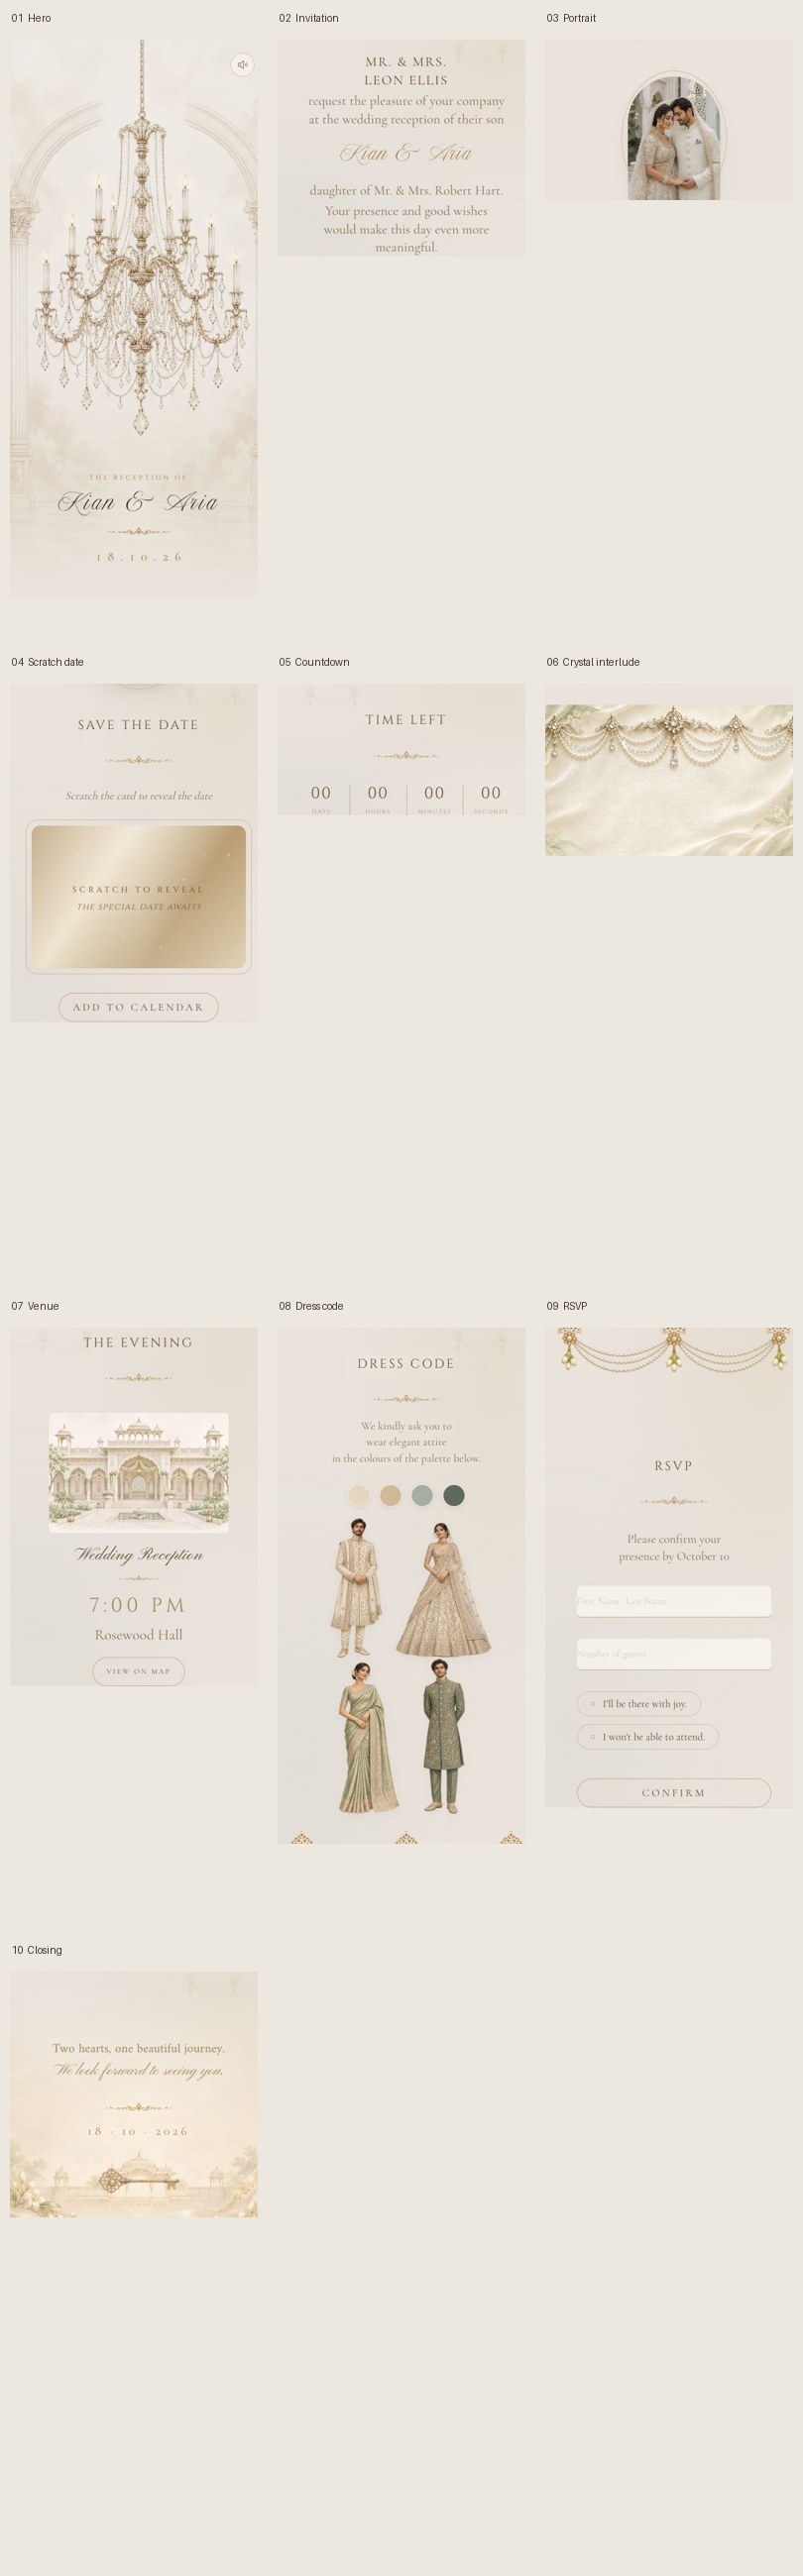 01 Hero
THE RECEPTION OF
Kian & Aria
18.10.26
02 Invitation
MR. & MRS.
LEON ELLIS
request the pleasure of your company
at the wedding reception of their son
Kian & Aria
daughter of Mr. & Mrs. Robert Hart.
Your presence and good wishes
would make this day even more
meaningful.
03 Portrait
04 Scratch date
SAVE THE DATE
Scratch the card to reveal the date
SCRATCH TO REVEAL
THE SPECIAL DATE AWAITS
ADD TO CALENDAR
05 Countdown
TIME LEFT
00 00 00 00
DAYS HOURS MINUTES SECONDS
06 Crystal interlude
07 Venue
THE EVENING
Wedding Reception
7:00 PM
Rosewood Hall
VIEW ON MAP
08 Dress code
DRESS CODE
We kindly ask you to
wear elegant attire
in the colours of the palette below.
09 RSVP
RSVP
Please confirm your
presence by October 10
First Name, Last Name
Number of guests
I'll be there with joy.
I won't be able to attend.
CONFIRM
10 Closing
Two hearts, one beautiful journey.
We look forward to seeing you.
18 · 10 · 2026